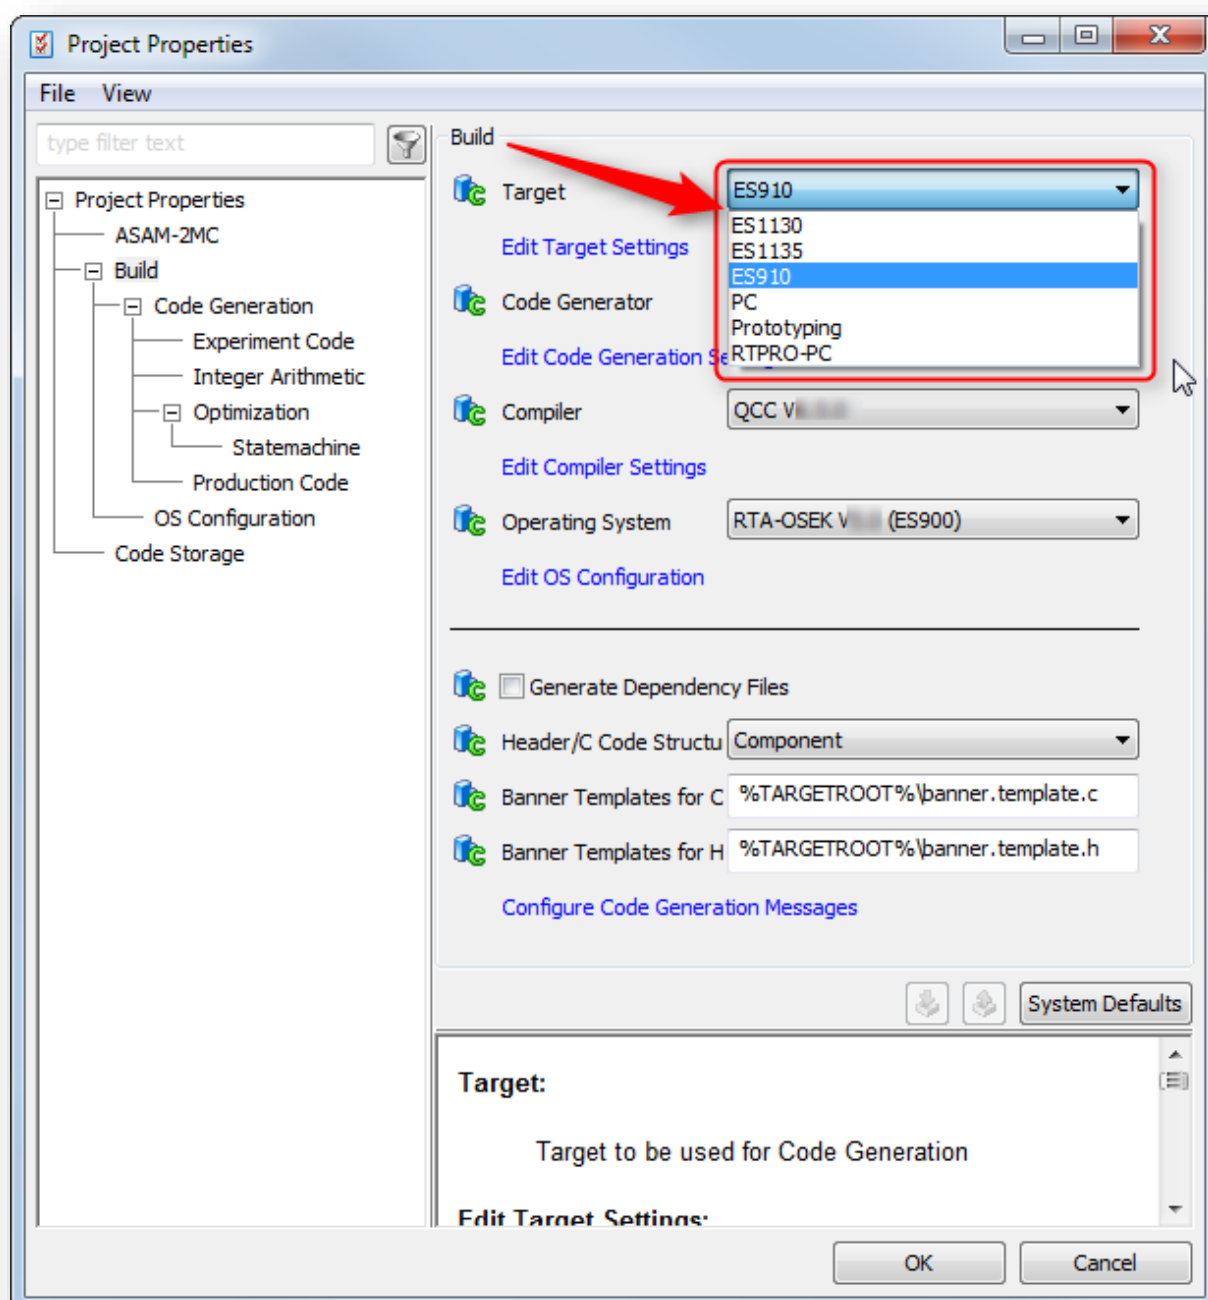 Project Properties
File View
type filter text
Project Properties
ASAM-2MC
Build
Code Generation
Experiment Code
Integer Arithmetic
Optimization
Statemachine
Production Code
OS Configuration
Code Storage
Build
Target ES910
ES1130
ES1135
ES910
PC
Prototyping
RTPRO-PC
Edit Target Settings
Code Generator
Edit Code Generation
Compiler QCC
Edit Compiler Settings
Operating System RTA-OSEK (ES900)
Edit OS Configuration
Generate Dependency Files
Header/C Code Structu Component
Banner Templates for C %TARGETROOT%\banner.template.c
Banner Templates for H %TARGETROOT%\banner.template.h
Configure Code Generation Messages
System Defaults
Target:
Target to be used for Code Generation
Edit Target Settings:
OK Cancel